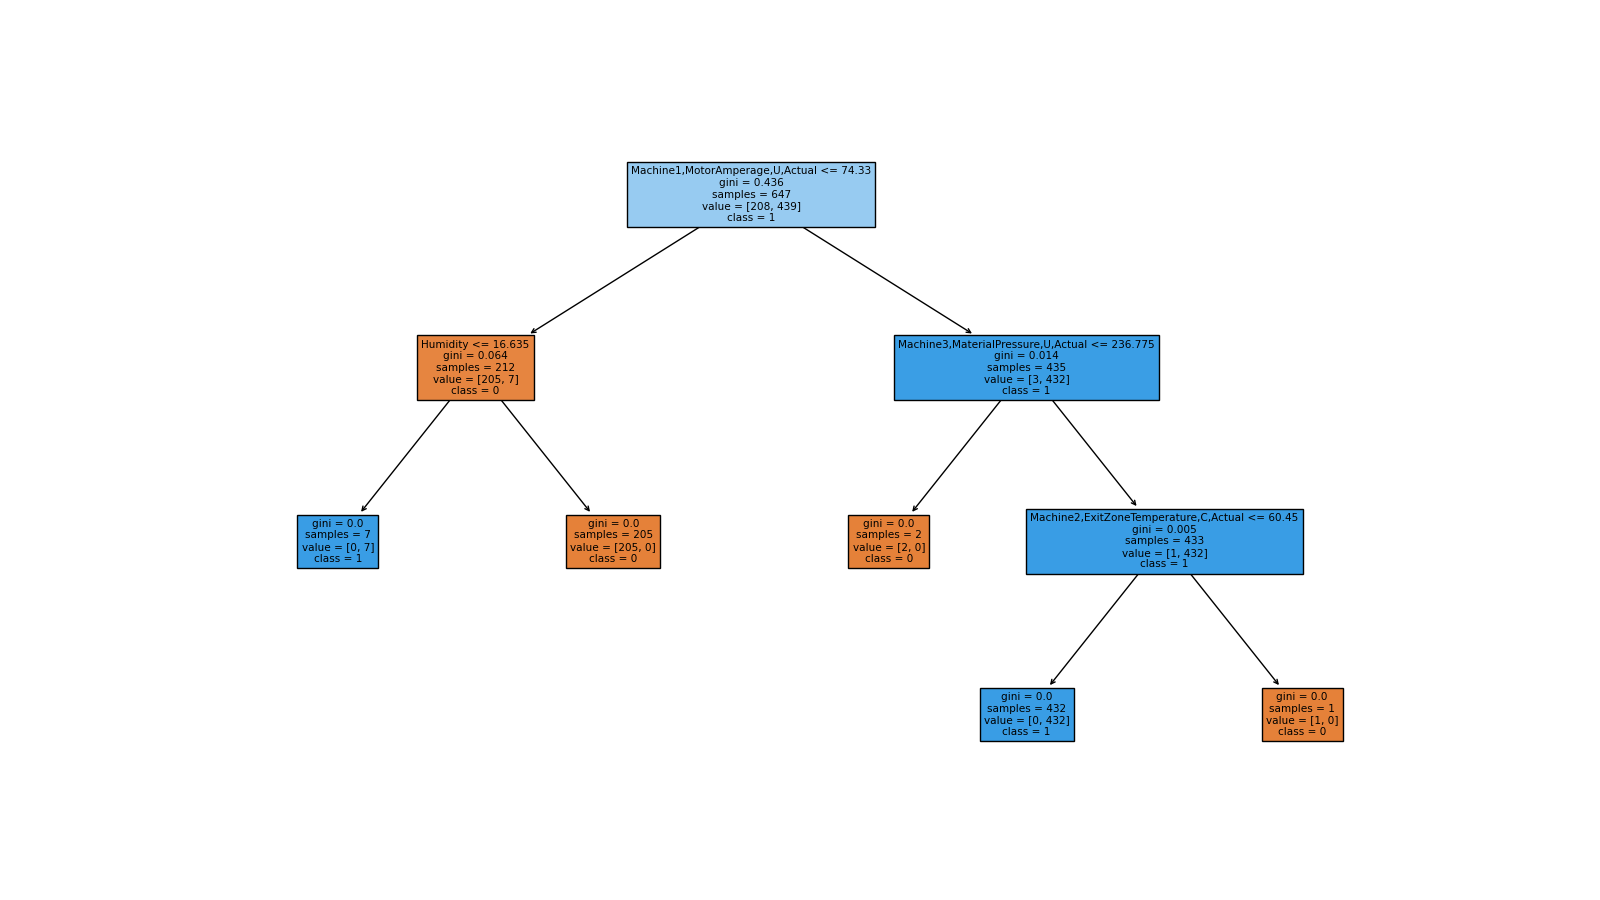 Machine1,MotorAmperage,U,Actual <= 74.33
gini = 0.436
samples = 647
value = [208, 439]
class = 1
Humidity <= 16.635
gini = 0.064
samples = 212
value = [205, 7]
class = 0
Machine3,MaterialPressure,U,Actual <= 236.775
gini = 0.014
samples = 435
value = [3, 432]
class = 1
gini = 0.0
samples = 7
value = [0, 7]
class = 1
gini = 0.0
samples = 205
value = [205, 0]
class = 0
gini = 0.0
samples = 2
value = [2, 0]
class = 0
Machine2,ExitZoneTemperature,C,Actual <= 60.45
gini = 0.005
samples = 433
value = [1, 432]
class = 1
gini = 0.0
samples = 432
value = [0, 432]
class = 1
gini = 0.0
samples = 1
value = [1, 0]
class = 0